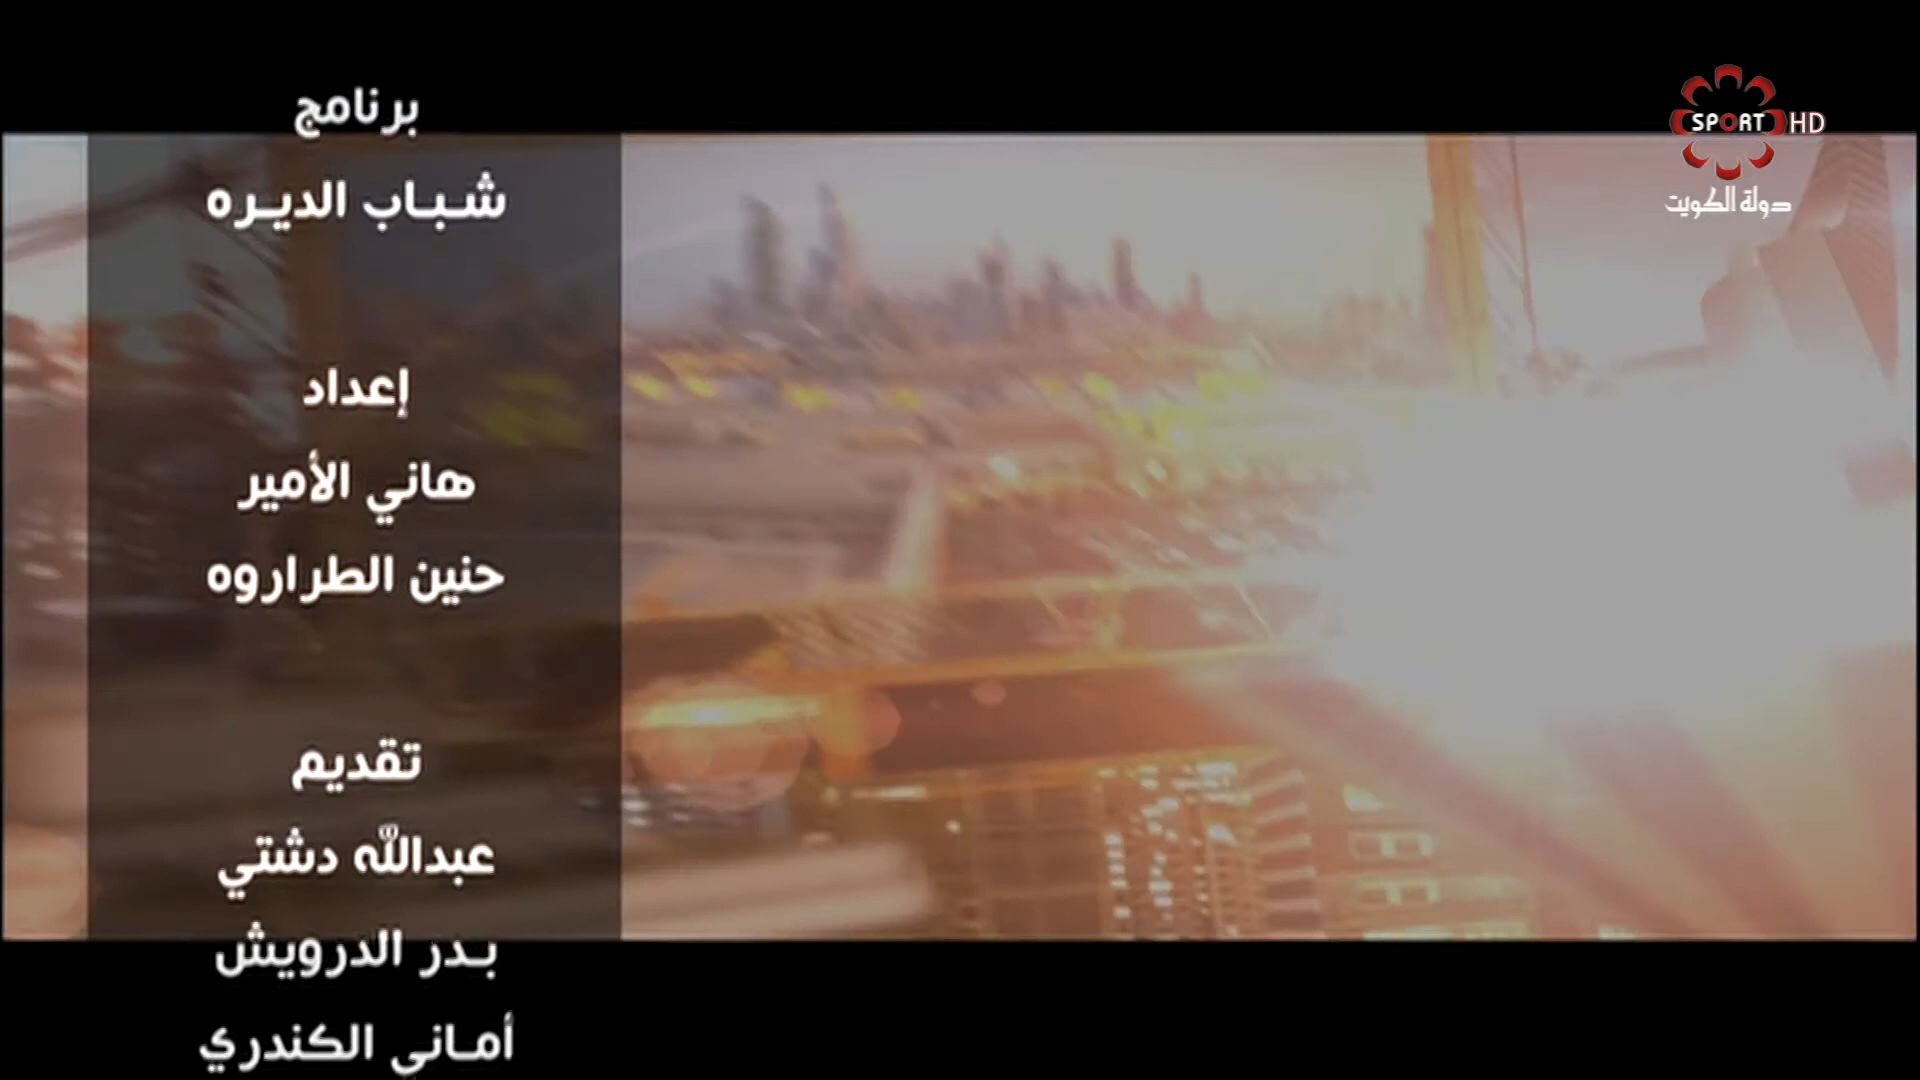 برنامج
شباب الديره
إعداد
هاني الأمير
حنين الطراروه
تقديم
عبدالله دشتي
بدر الدرويش
أماني الكندري
SPORT HD
دولة الكويت